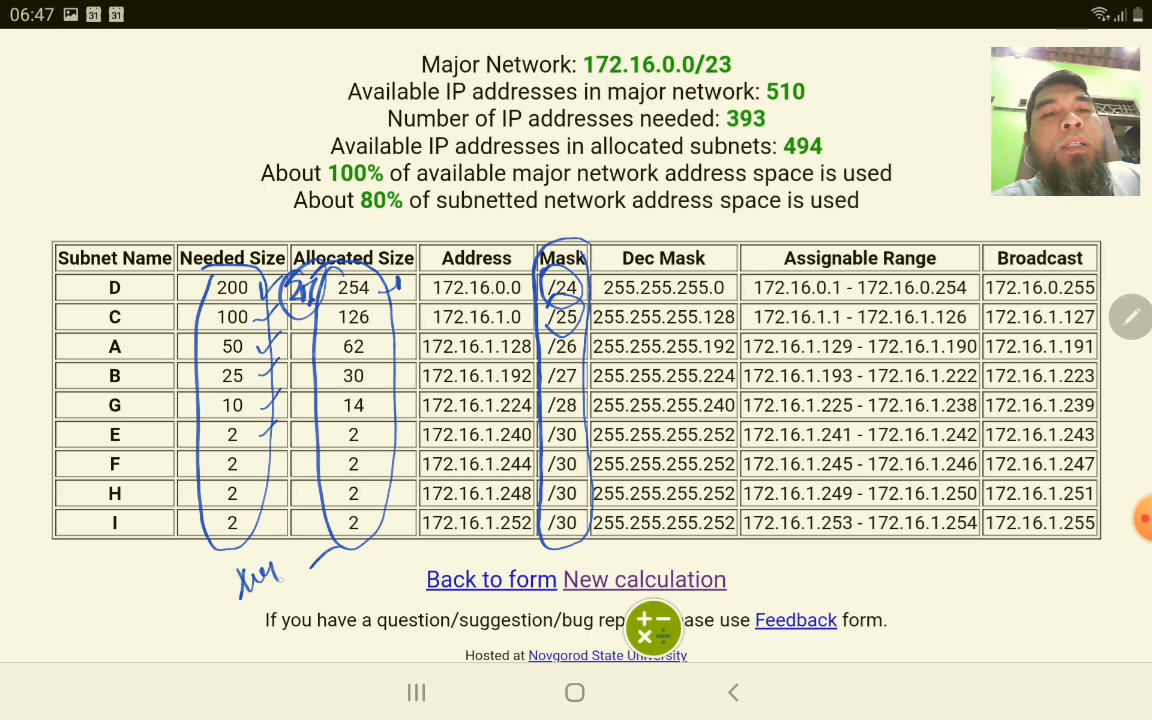 06:47 31 31
Major Network: 172.16.0.0/23
Available IP addresses in major network: 510
Number of IP addresses needed: 393
Available IP addresses in allocated subnets: 494
About 100% of available major network address space is used
About 80% of subnetted network address space is used
Subnet Name Needed Size Allocated Size Address Mask Dec Mask Assignable Range Broadcast
D 200 254 172.16.0.0 /24 255.255.255.0 172.16.0.1 - 172.16.0.254 172.16.0.255
C 100 126 172.16.1.0 /25 255.255.255.128 172.16.1.1 - 172.16.1.126 172.16.1.127
A 50 62 172.16.1.128 /26 255.255.255.192 172.16.1.129 - 172.16.1.190 172.16.1.191
B 25 30 172.16.1.192 /27 255.255.255.224 172.16.1.193 - 172.16.1.222 172.16.1.223
G 10 14 172.16.1.224 /28 255.255.255.240 172.16.1.225 - 172.16.1.238 172.16.1.239
E 2 2 172.16.1.240 /30 255.255.255.252 172.16.1.241 - 172.16.1.242 172.16.1.243
F 2 2 172.16.1.244 /30 255.255.255.252 172.16.1.245 - 172.16.1.246 172.16.1.247
H 2 2 172.16.1.248 /30 255.255.255.252 172.16.1.249 - 172.16.1.250 172.16.1.251
I 2 2 172.16.1.252 /30 255.255.255.252 172.16.1.253 - 172.16.1.254 172.16.1.255
Back to form New calculation
If you have a question/suggestion/bug rep ase use Feedback form.
Hosted at Novgorod State University